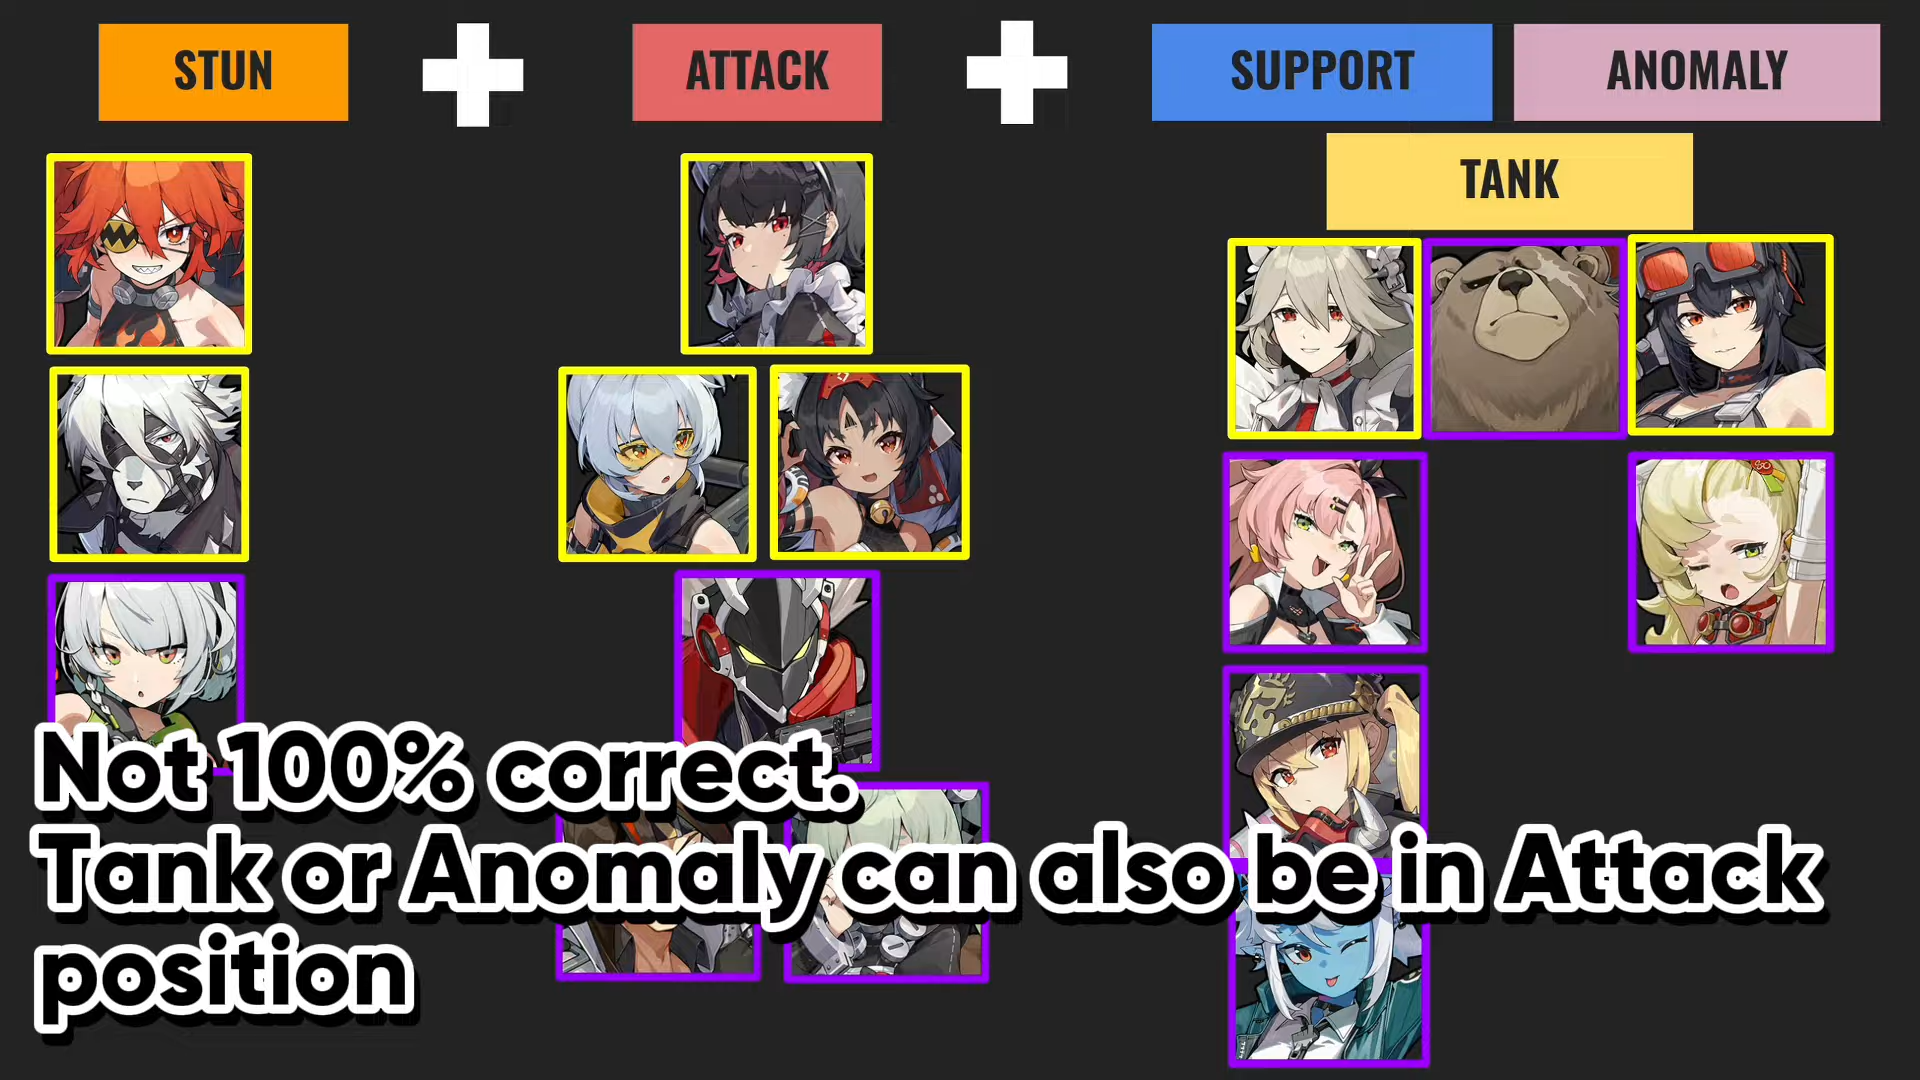 STUN
ATTACK
SUPPORT
ANOMALY
TANK
Not 100% correct.
Tank or Anomaly can also be in Attack
position